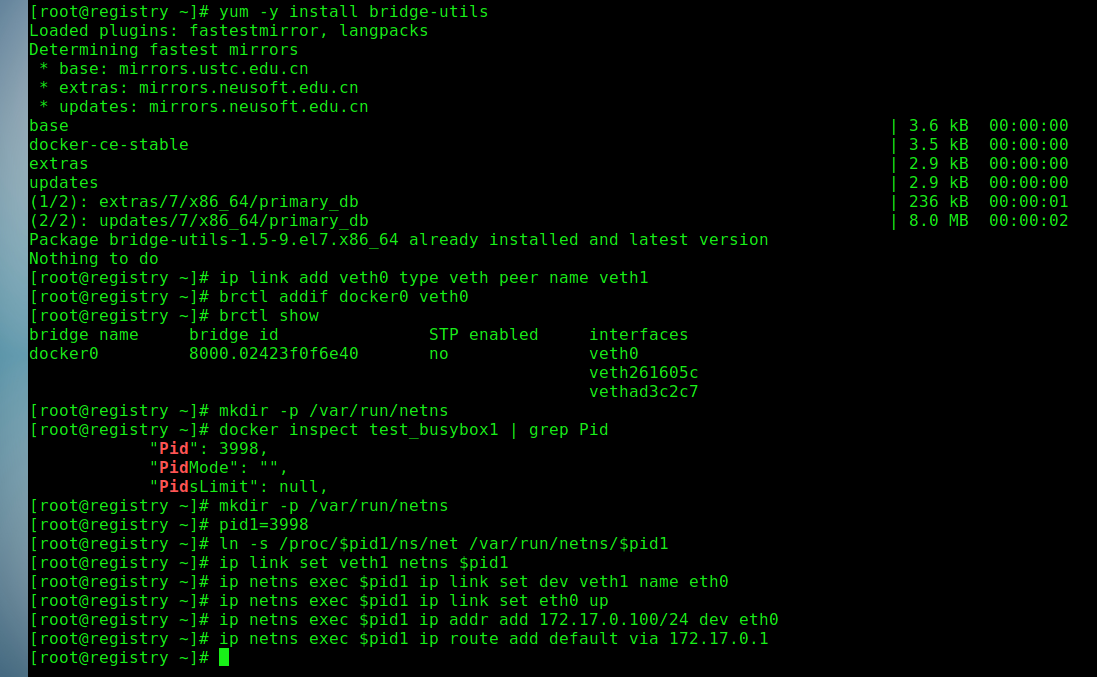 [root@registry ~]# yum -y install bridge-utils
Loaded plugins: fastestmirror, langpacks
Determining fastest mirrors
 * base: mirrors.ustc.edu.cn
 * extras: mirrors.neusoft.edu.cn
 * updates: mirrors.neusoft.edu.cn
base | 3.6 kB 00:00:00
docker-ce-stable | 3.5 kB 00:00:00
extras | 2.9 kB 00:00:00
updates | 2.9 kB 00:00:00
(1/2): extras/7/x86_64/primary_db | 236 kB 00:00:01
(2/2): updates/7/x86_64/primary_db | 8.0 MB 00:00:02
Package bridge-utils-1.5-9.el7.x86_64 already installed and latest version
Nothing to do
[root@registry ~]# ip link add veth0 type veth peer name veth1
[root@registry ~]# brctl addif docker0 veth0
[root@registry ~]# brctl show
bridge name     bridge id               STP enabled     interfaces
docker0         8000.02423f0f6e40       no              veth0
                                                        veth261605c
                                                        vethad3c2c7
[root@registry ~]# mkdir -p /var/run/netns
[root@registry ~]# docker inspect test_busybox1 | grep Pid
            "Pid": 3998,
            "PidMode": "",
            "PidsLimit": null,
[root@registry ~]# mkdir -p /var/run/netns
[root@registry ~]# pid1=3998
[root@registry ~]# ln -s /proc/$pid1/ns/net /var/run/netns/$pid1
[root@registry ~]# ip link set veth1 netns $pid1
[root@registry ~]# ip netns exec $pid1 ip link set dev veth1 name eth0
[root@registry ~]# ip netns exec $pid1 ip link set eth0 up
[root@registry ~]# ip netns exec $pid1 ip addr add 172.17.0.100/24 dev eth0
[root@registry ~]# ip netns exec $pid1 ip route add default via 172.17.0.1
[root@registry ~]#